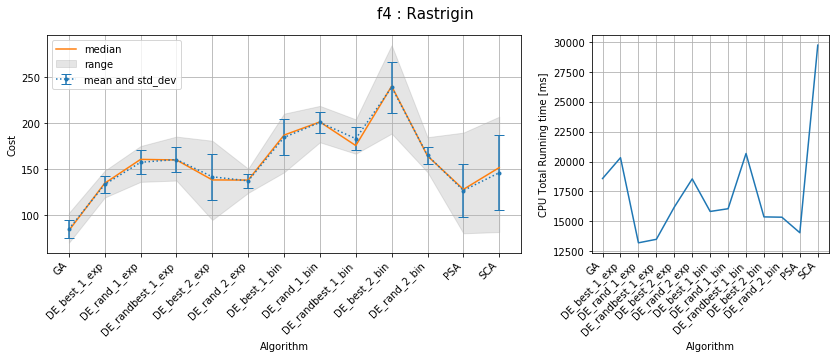 f4 : Rastrigin
median
range
mean and std_dev
Cost
250
200
150
100
GA
DE_best_1_exp
DE_rand_1_exp
DE_randbest_1_exp
DE_best_2_exp
DE_rand_2_exp
DE_best_1_bin
DE_rand_1_bin
DE_randbest_1_bin
DE_best_2_bin
DE_rand_2_bin
PSA
SCA
Algorithm
CPU Total Running time [ms]
30000
27500
25000
22500
20000
17500
15000
12500
GA
DE_best_1_exp
DE_rand_1_exp
DE_randbest_1_exp
DE_best_2_exp
DE_rand_2_exp
DE_best_1_bin
DE_rand_1_bin
DE_randbest_1_bin
DE_best_2_bin
DE_rand_2_bin
PSA
SCA
Algorithm